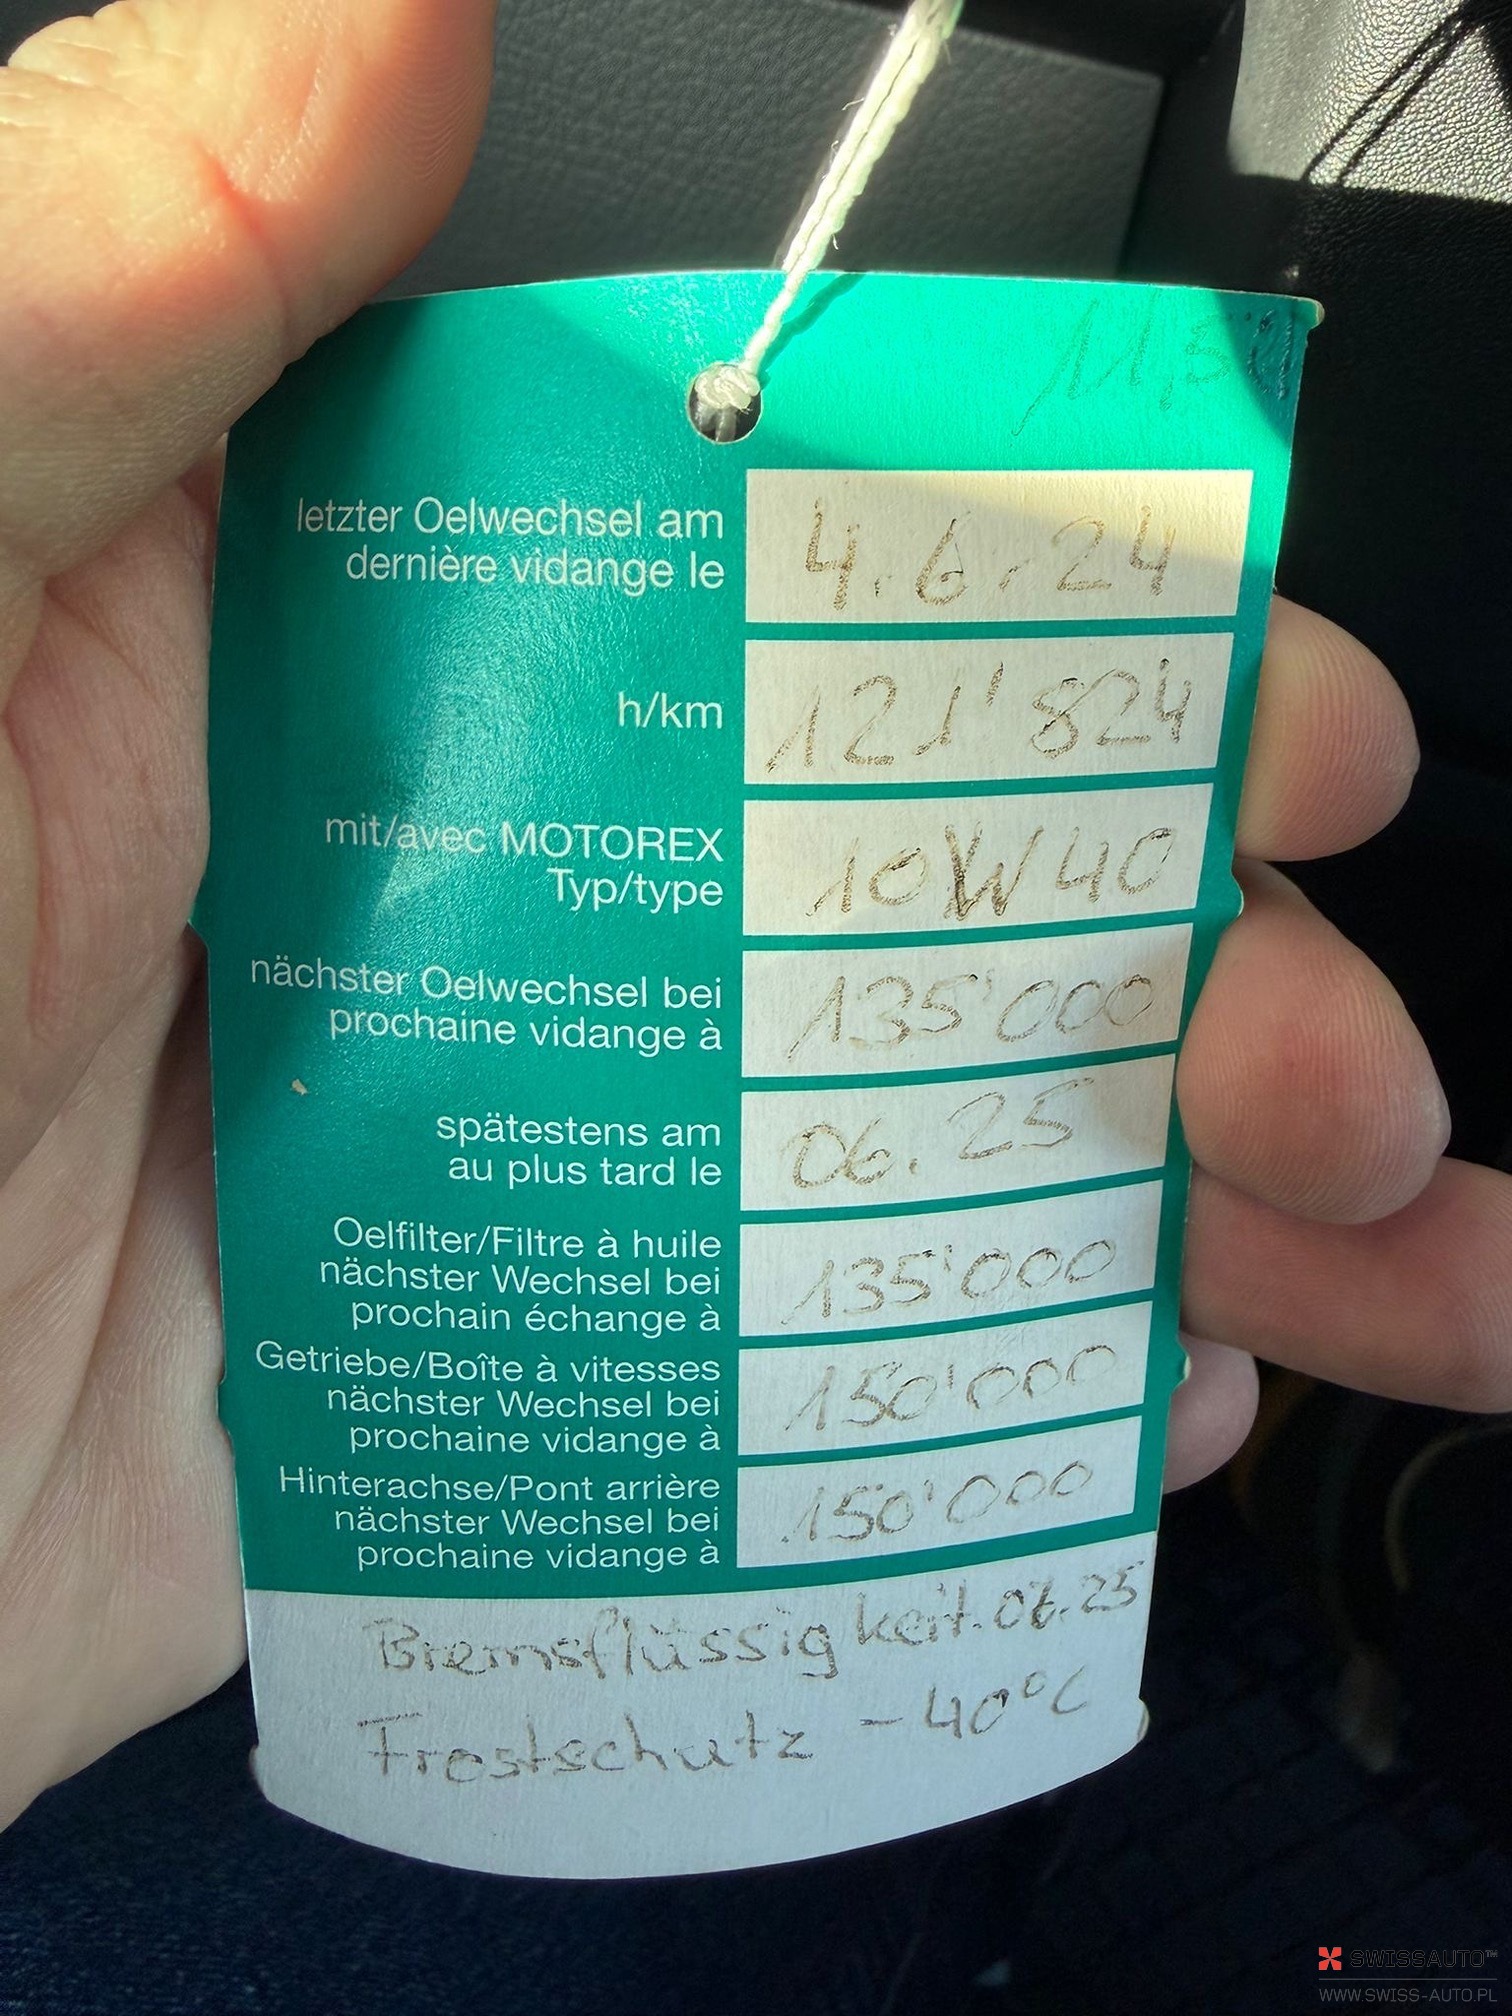 letzter Oelwechsel am
dernière vidange le
4.6.24
h/km
121'824
mit/avec MOTOREX
Typ/type
10W40
nächster Oelwechsel bei
prochaine vidange à
135'000
spätestens am
au plus tard le
06.25
Oelfilter/Filtre à huile
nächster Wechsel bei
prochain échange à
135'000
Getriebe/Boîte à vitesses
nächster Wechsel bei
prochaine vidange à
150'000
Hinterachse/Pont arrière
nächster Wechsel bei
prochaine vidange à
150'000
Bremsflüssigkeit.
Frostschutz -40°C
SWISSAUTO™
WWW.SWISS-AUTO.PL